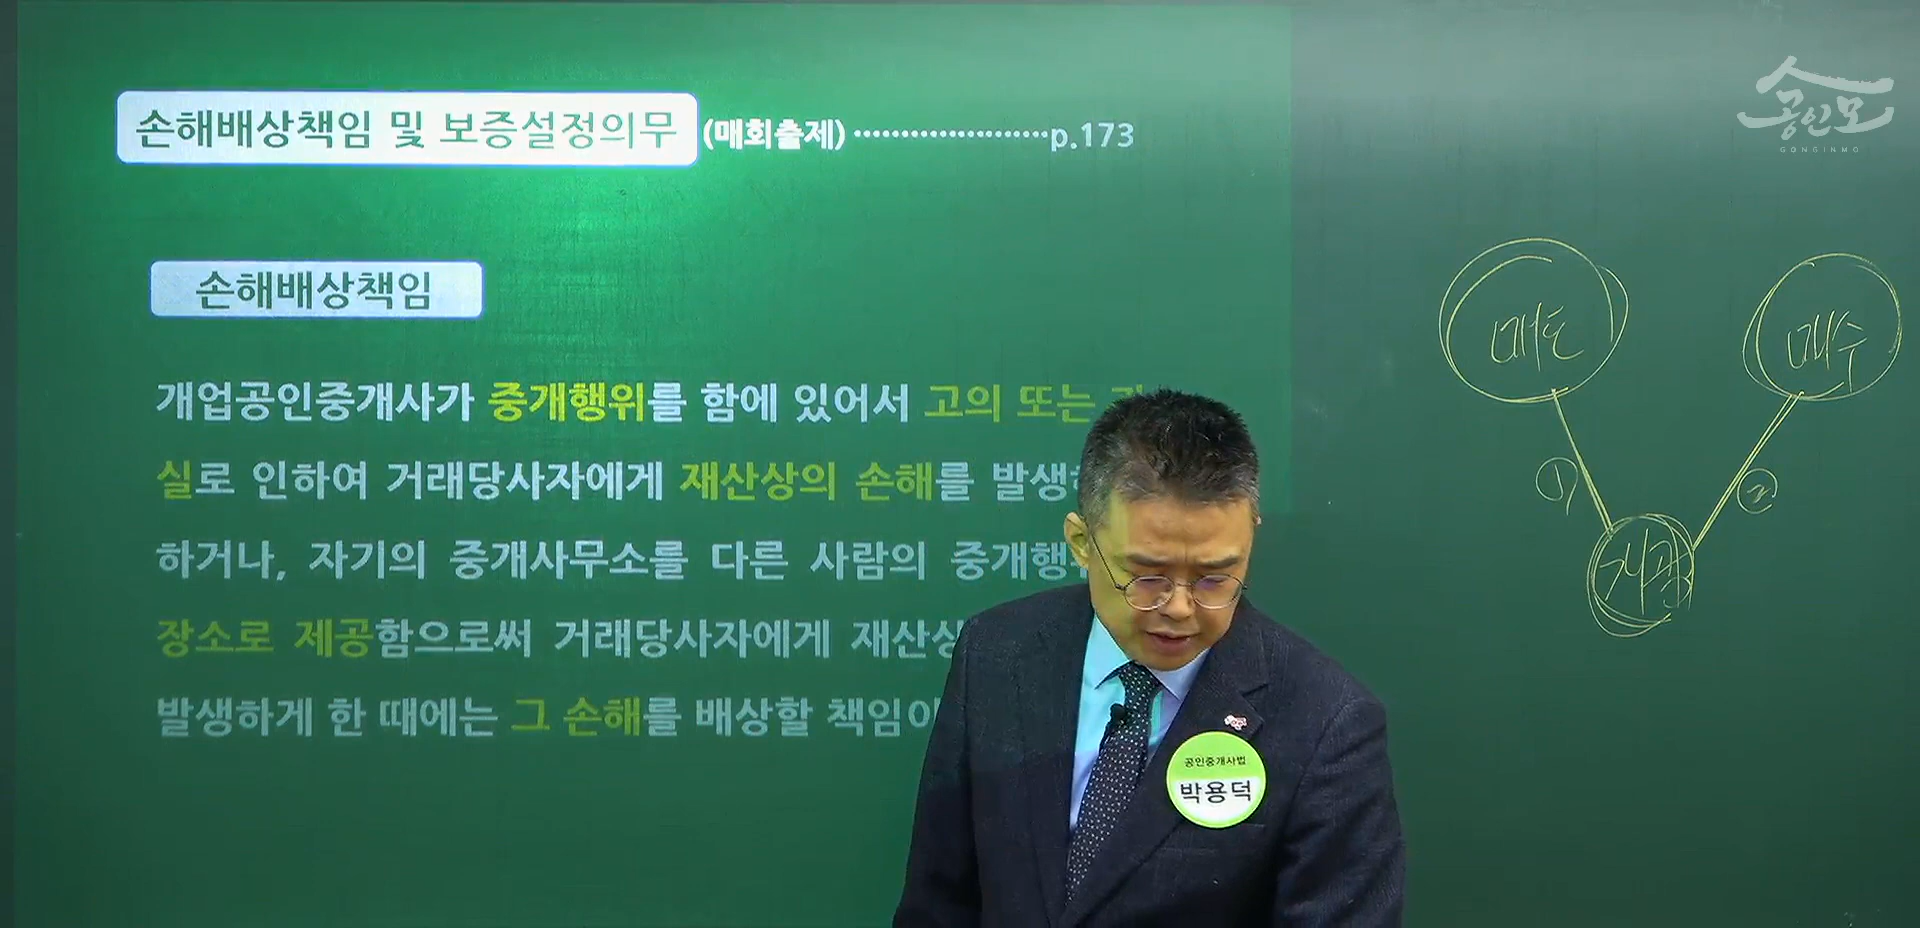 손해배상책임 및 보증설정의무 (매회출제) ····················· p.173
손해배상책임
개업공인중개사가 중개행위를 함에 있어서 고의 또는
실로 인하여 거래당사자에게 재산상의 손해를 발생
하거나, 자기의 중개사무소를 다른 사람의 중개행
장소로 제공함으로써 거래당사자에게 재산상
발생하게 한 때에는 그 손해를 배상할 책임이
매도
매수
①
②
공인중개사법
박용덕
공인모
GONGINMO